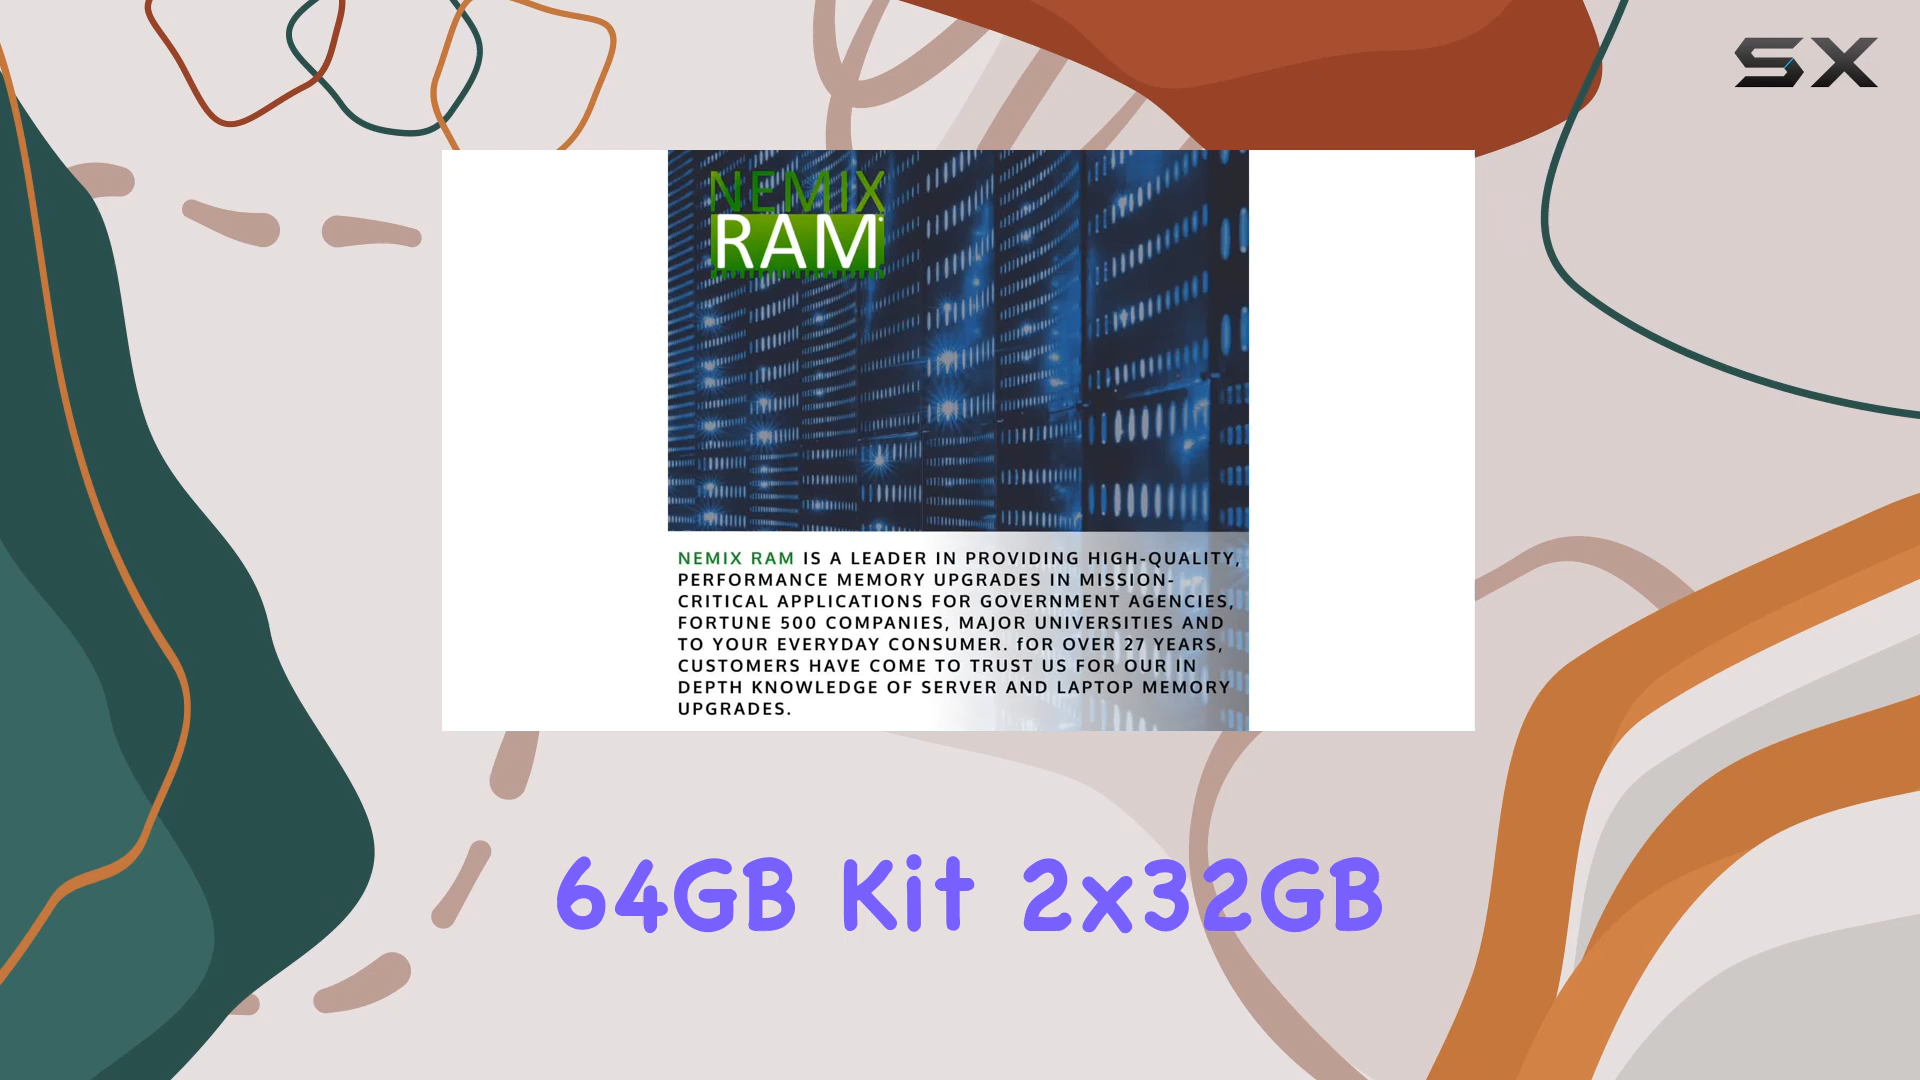 SX
NEMIX
RAM
NEMIX RAM IS A LEADER IN PROVIDING HIGH-QUALITY,
PERFORMANCE MEMORY UPGRADES IN MISSION-
CRITICAL APPLICATIONS FOR GOVERNMENT AGENCIES,
FORTUNE 500 COMPANIES, MAJOR UNIVERSITIES AND
TO YOUR EVERYDAY CONSUMER. fOR OVER 27 YEARS,
CUSTOMERS HAVE COME TO TRUST US FOR OUR IN
DEPTH KNOWLEDGE OF SERVER AND LAPTOP MEMORY
UPGRADES.
64GB Kit 2x32GB